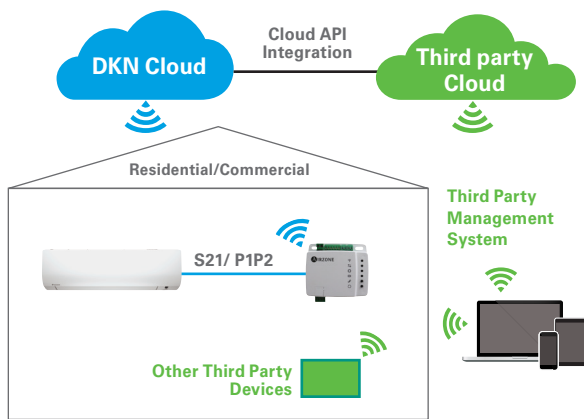 Cloud API
Integration
DKN Cloud
Third party
Cloud
Residential/Commercial
Third Party
Management
System
S21/ P1P2
AIRZONE
Other Third Party
Devices